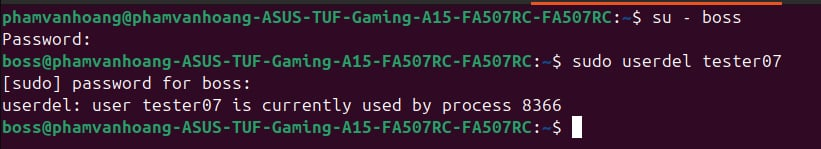 phamvanhoang@phamvanhoang-ASUS-TUF-Gaming-A15-FA507RC-FA507RC:~$ su - boss
Password:
boss@phamvanhoang-ASUS-TUF-Gaming-A15-FA507RC-FA507RC:~$ sudo userdel tester07
[sudo] password for boss:
userdel: user tester07 is currently used by process 8366
boss@phamvanhoang-ASUS-TUF-Gaming-A15-FA507RC-FA507RC:~$